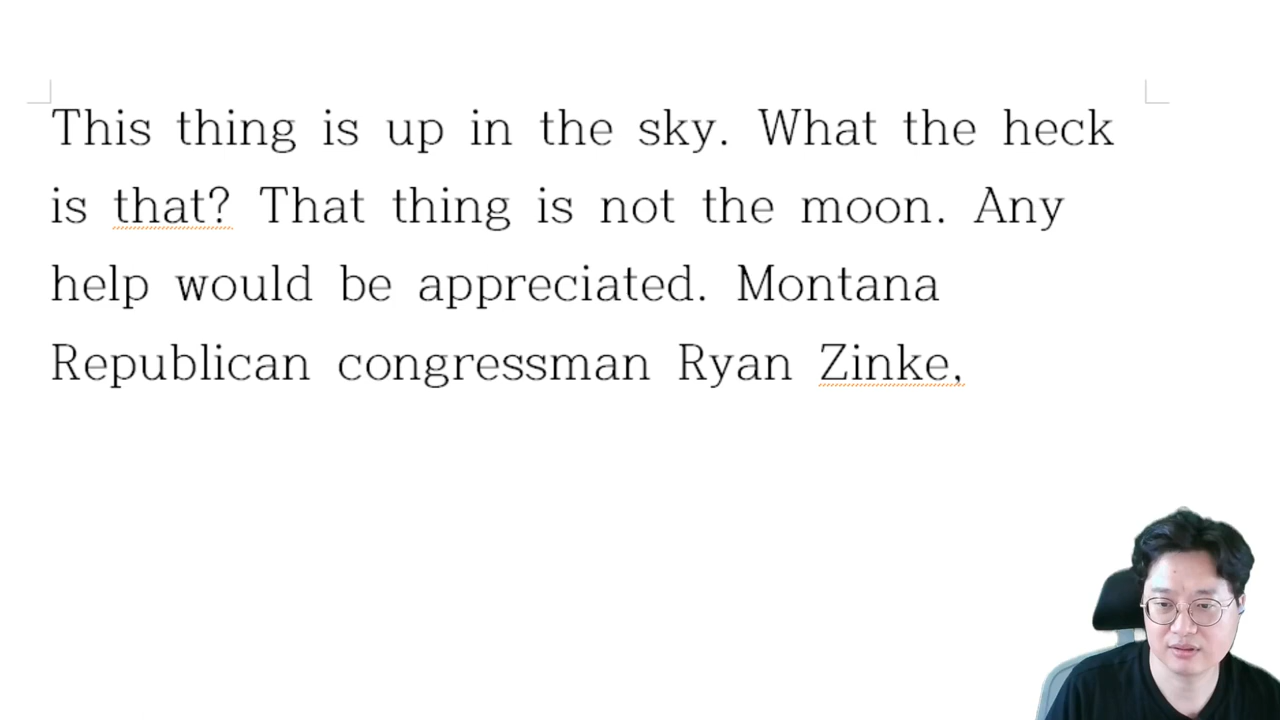 This thing is up in the sky. What the heck
is that? That thing is not the moon. Any
help would be appreciated. Montana
Republican congressman Ryan Zinke,